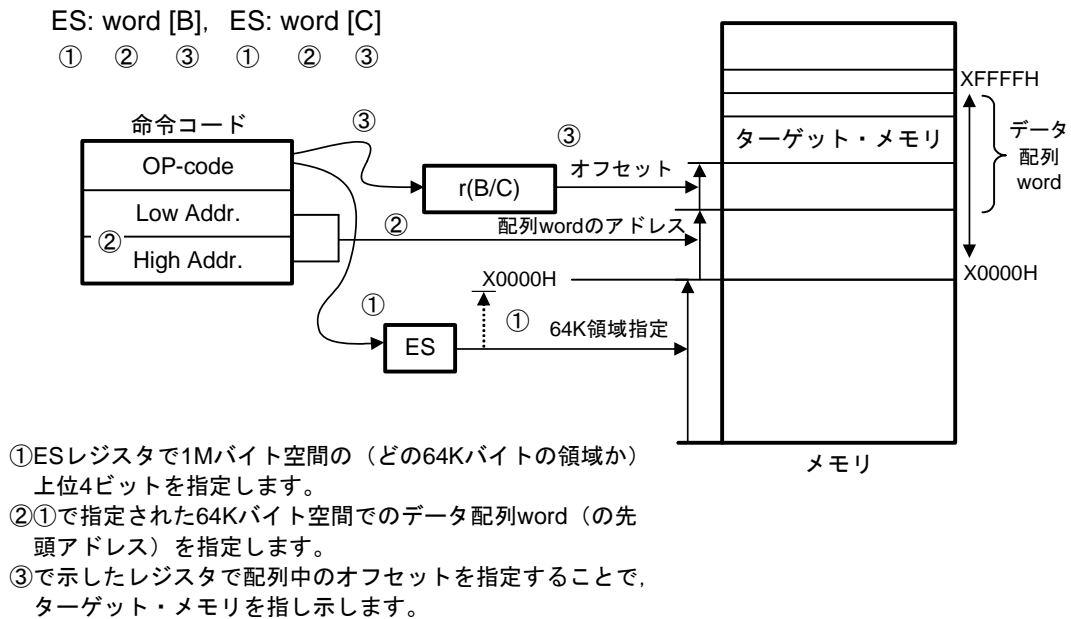 ES: word [B],  ES: word [C]
① ② ③ ① ② ③
命令コード
OP-code
Low Addr.
②
High Addr.
③
r(B/C)
③
オフセット
②
配列wordのアドレス
①
ES
X0000H
①
64K領域指定
ターゲット・メモリ
XFFFFH
データ
配列
word
X0000H
メモリ
①ESレジスタで1Mバイト空間の（どの64Kバイトの領域か）
上位4ビットを指定します。
②①で指定された64Kバイト空間でのデータ配列word（の先
頭アドレス）を指定します。
③で示したレジスタで配列中のオフセットを指定することで,
ターゲット・メモリを指し示します。